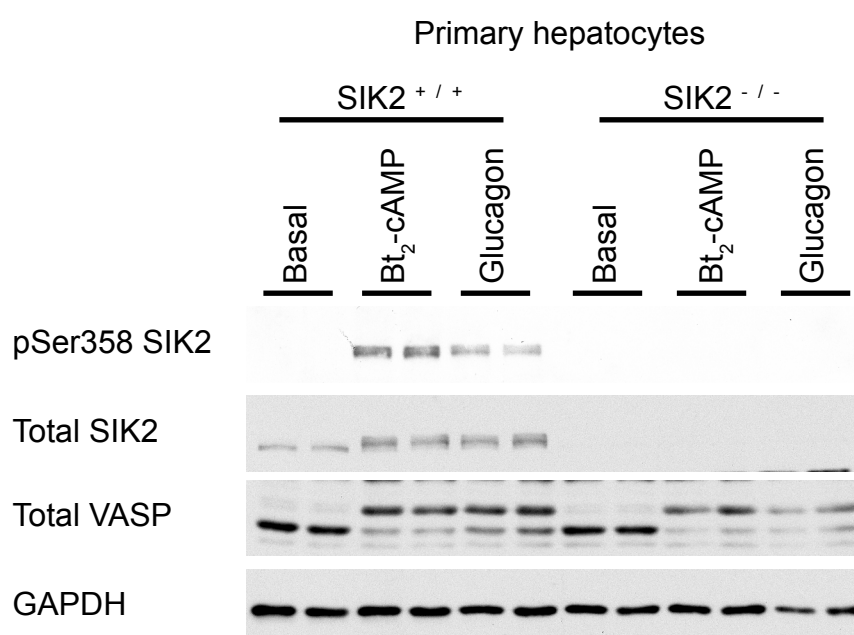 Primary hepatocytes
SIK2 + / +
SIK2 - / -
Basal
Bt2-cAMP
Glucagon
Basal
Bt2-cAMP
Glucagon
pSer358 SIK2
Total SIK2
Total VASP
GAPDH